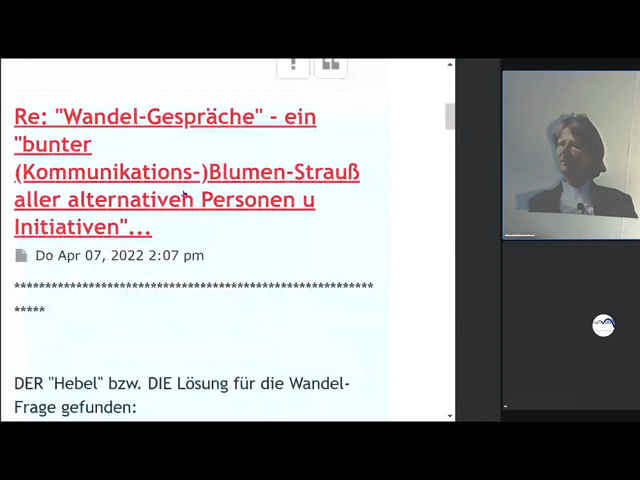 Re: "Wandel-Gespräche" - ein
"bunter
(Kommunikations-)Blumen-Strauß
aller alternativen Personen u
Initiativen"...
Do Apr 07, 2022 2:07 pm
*********************************************************
*****
DER "Hebel" bzw. DIE Lösung für die Wandel-
Frage gefunden: